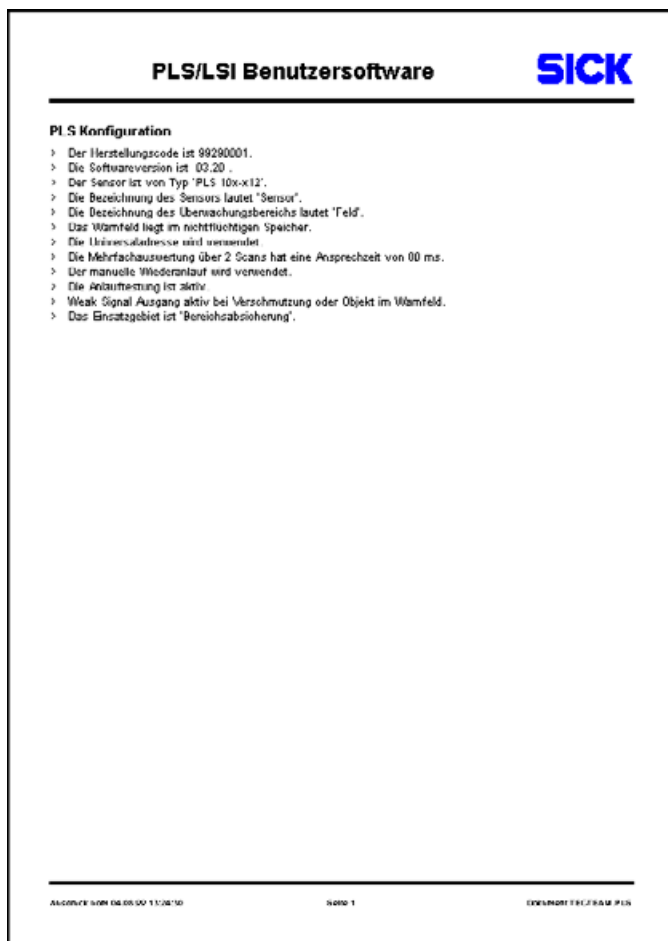 PLS/LSI Benutzersoftware
SICK
PLS Konfiguration
> Der Herstellungscode ist 99290001.
> Die Softwareversion ist 03.20 .
> Der Sensor ist von Typ 'PLS 10x-x12'.
> Die Bezeichnung des Sensors lautet "Sensor".
> Die Bezeichnung des Überwachungsbereichs lautet "Feld".
> Das Warnfeld liegt im nichtflüchtigen Speicher.
> Die Universaladresse wird verwendet.
> Die Mehrfachauswertung über 2 Scans hat eine Ansprechzeit von ms.
> Der manuelle Wiederanlauf wird verwendet.
> Die Anlauftestung ist aktiv.
> Weak Signal Ausgang aktiv bei Verschmutzung oder Objekt im Warnfeld.
> Das Einsatzgebiet ist "Bereichsabsicherung".
Seite 1